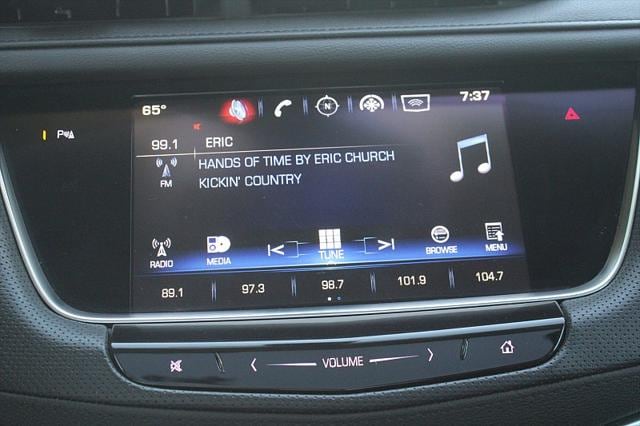 65° 7:37
N
P
99.1 ERIC
FM HANDS OF TIME BY ERIC CHURCH
KICKIN' COUNTRY
RADIO MEDIA TUNE BROWSE MENU
89.1 97.3 98.7 101.9 104.7
VOLUME